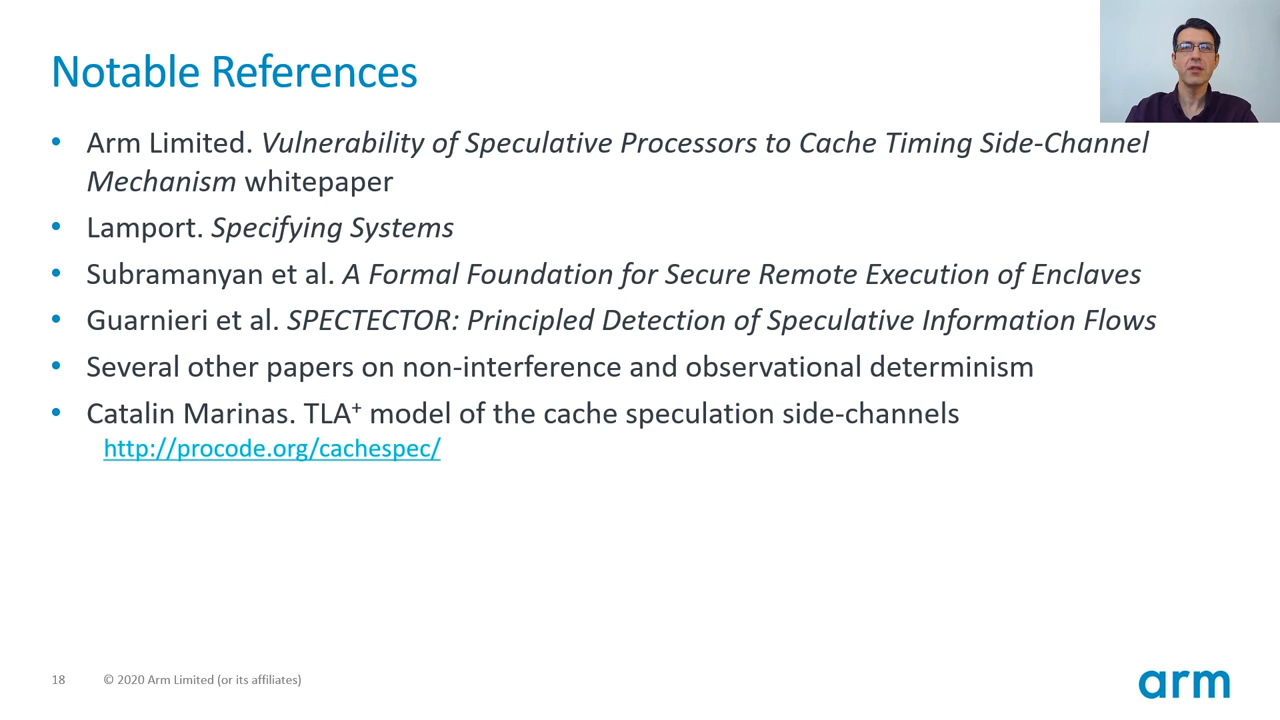 Notable References
• Arm Limited. Vulnerability of Speculative Processors to Cache Timing Side-Channel
Mechanism whitepaper
• Lamport. Specifying Systems
• Subramanyan et al. A Formal Foundation for Secure Remote Execution of Enclaves
• Guarnieri et al. SPECTECTOR: Principled Detection of Speculative Information Flows
• Several other papers on non-interference and observational determinism
• Catalin Marinas. TLA⁺ model of the cache speculation side-channels
http://procode.org/cachespec/
18 © 2020 Arm Limited (or its affiliates)
arm